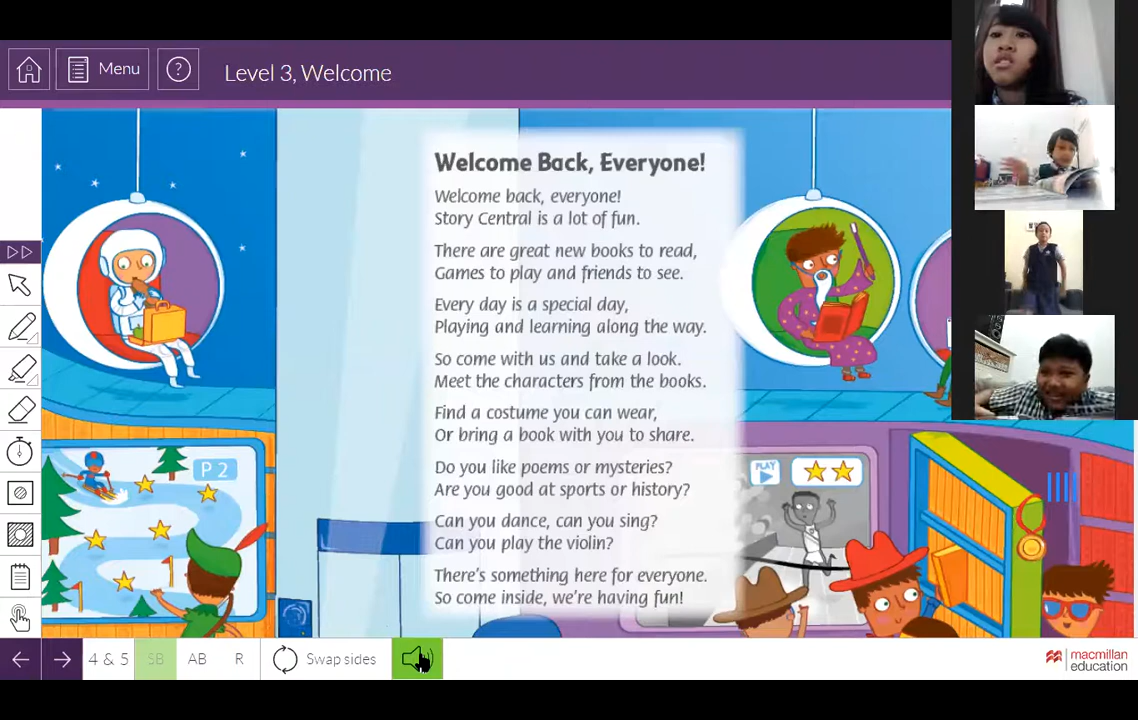 Menu
?
Level 3, Welcome
Welcome Back, Everyone!
Welcome back, everyone!
Story Central is a lot of fun.
There are great new books to read,
Games to play and friends to see.
Every day is a special day,
Playing and learning along the way.
So come with us and take a look.
Meet the characters from the books.
Find a costume you can wear,
Or bring a book with you to share.
Do you like poems or mysteries?
Are you good at sports or history?
Can you dance, can you sing?
Can you play the violin?
There's something here for everyone.
So come inside, we're having fun!
P 2
PLAY
4 & 5
SB
AB
R
Swap sides
macmillan
education